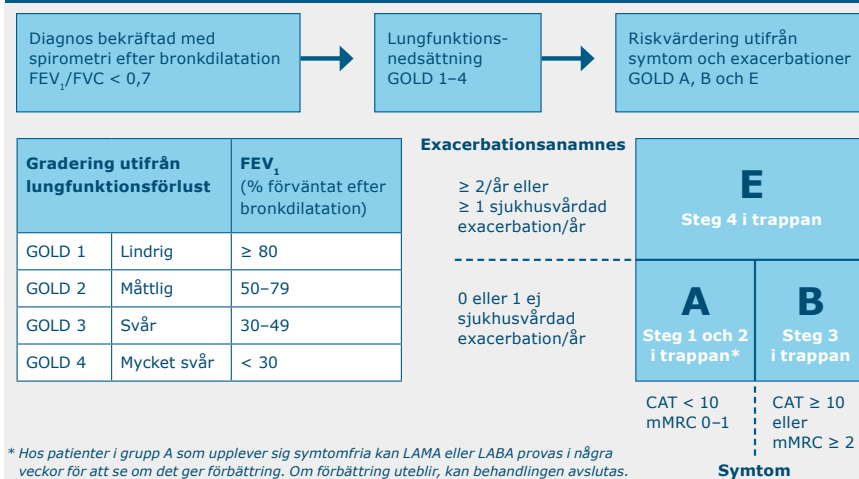 Diagnos bekräftad med
spirometri efter bronkdilatation
FEV₁/FVC < 0,7
Lungfunktions-
nedsättning
GOLD 1–4
Riskvärdering utifrån
symtom och exacerbationer
GOLD A, B och E
Gradering utifrån
lungfunktionsförlust
FEV₁
(% förväntat efter
bronkdilatation)
GOLD 1 Lindrig ≥ 80
GOLD 2 Måttlig 50–79
GOLD 3 Svår 30–49
GOLD 4 Mycket svår < 30
Exacerbationsanamnes
≥ 2/år eller
≥ 1 sjukhusvårdad
exacerbation/år
E
Steg 4 i trappan
0 eller 1 ej
sjukhusvårdad
exacerbation/år
A
Steg 1 och 2
i trappan*
B
Steg 3
i trappan
CAT < 10
mMRC 0–1
CAT ≥ 10
eller
mMRC ≥ 2
Symtom
* Hos patienter i grupp A som upplever sig symtomfria kan LAMA eller LABA provas i några
veckor för att se om det ger förbättring. Om förbättring uteblir, kan behandlingen avslutas.